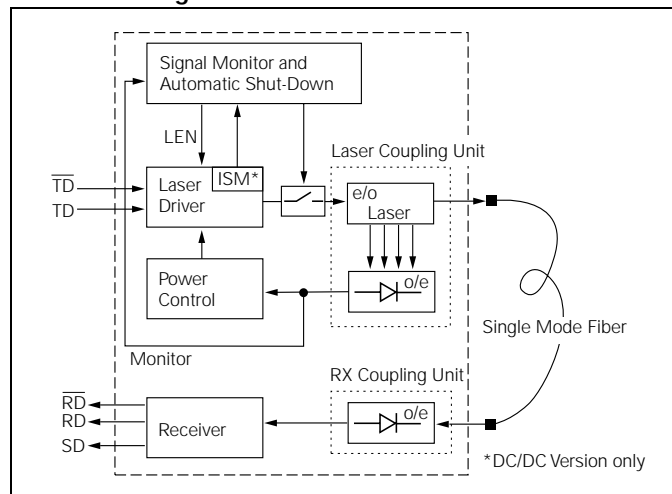 Signal Monitor and
Automatic Shut-Down
LEN
Laser Coupling Unit
TD
TD
Laser
Driver
ISM*
e/o
Laser
Power
Control
o/e
Single Mode Fiber
Monitor
RX Coupling Unit
RD
RD
SD
Receiver
o/e
*DC/DC Version only